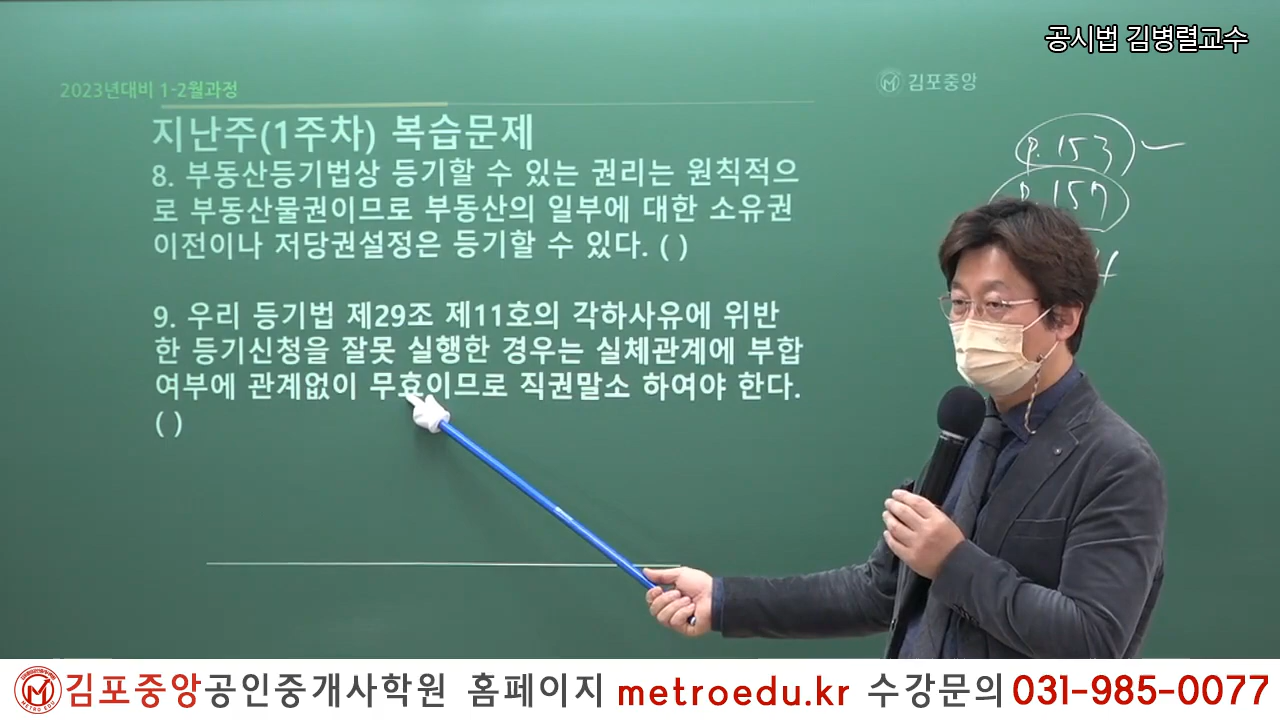 공시법 김병렬교수
2023년대비 1-2월과정
김포중앙
지난주(1주차) 복습문제
8. 부동산등기법상 등기할 수 있는 권리는 원칙적으
로 부동산물권이므로 부동산의 일부에 대한 소유권
이전이나 저당권설정은 등기할 수 있다. ( )
9. 우리 등기법 제29조 제11호의 각하사유에 위반
한 등기신청을 잘못 실행한 경우는 실체관계에 부합
여부에 관계없이 무효이므로 직권말소 하여야 한다.
( )
P. 153
P. 157
김포중앙공인중개사학원 홈페이지 metroedu.kr 수강문의 031-985-0077
METRO EDU